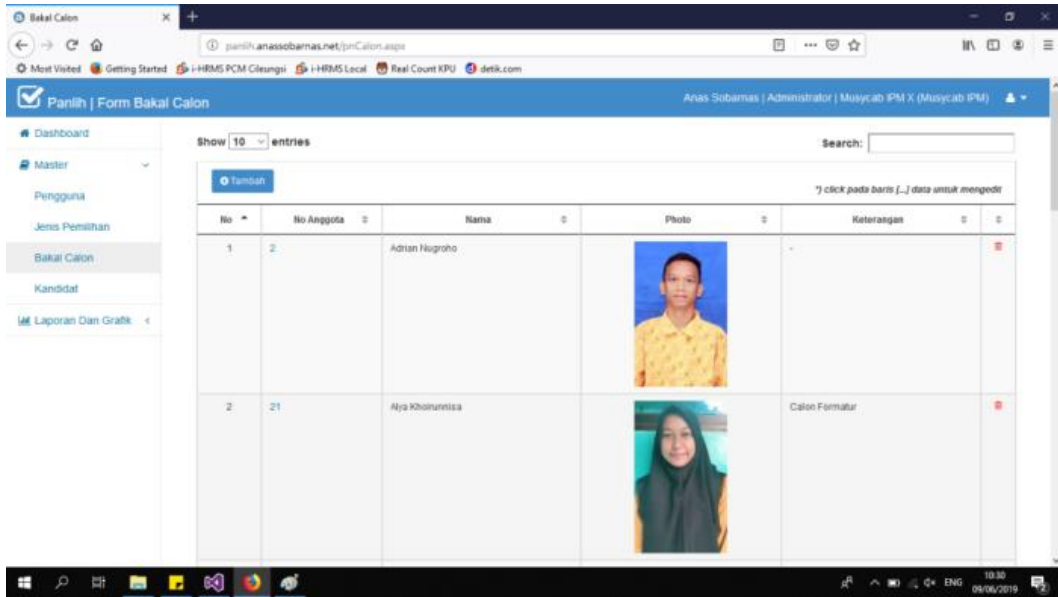 Bakal Calon
panlih.anassobarnas.net/pnCalon.aspx
Most Visited Getting Started i-HRMS PCM Cileungsi i-HRMS Local Real Count KPU detik.com
Panlih | Form Bakal Calon
Anas Sobarnas | Administrator | Musycab IPM X (Musycab IPM)
Dashboard
Master
Pengguna
Jenis Pemilihan
Bakal Calon
Kandidat
Laporan Dan Grafik
Show 10 entries
Search:
Tambah
*) click pada baris [...] data untuk mengedit
No No Anggota Nama Photo Keterangan
1 2 Adrian Nugroho -
2 21 Alya Khoirunnisa Calon Formatur
ENG
10:30
09/06/2019